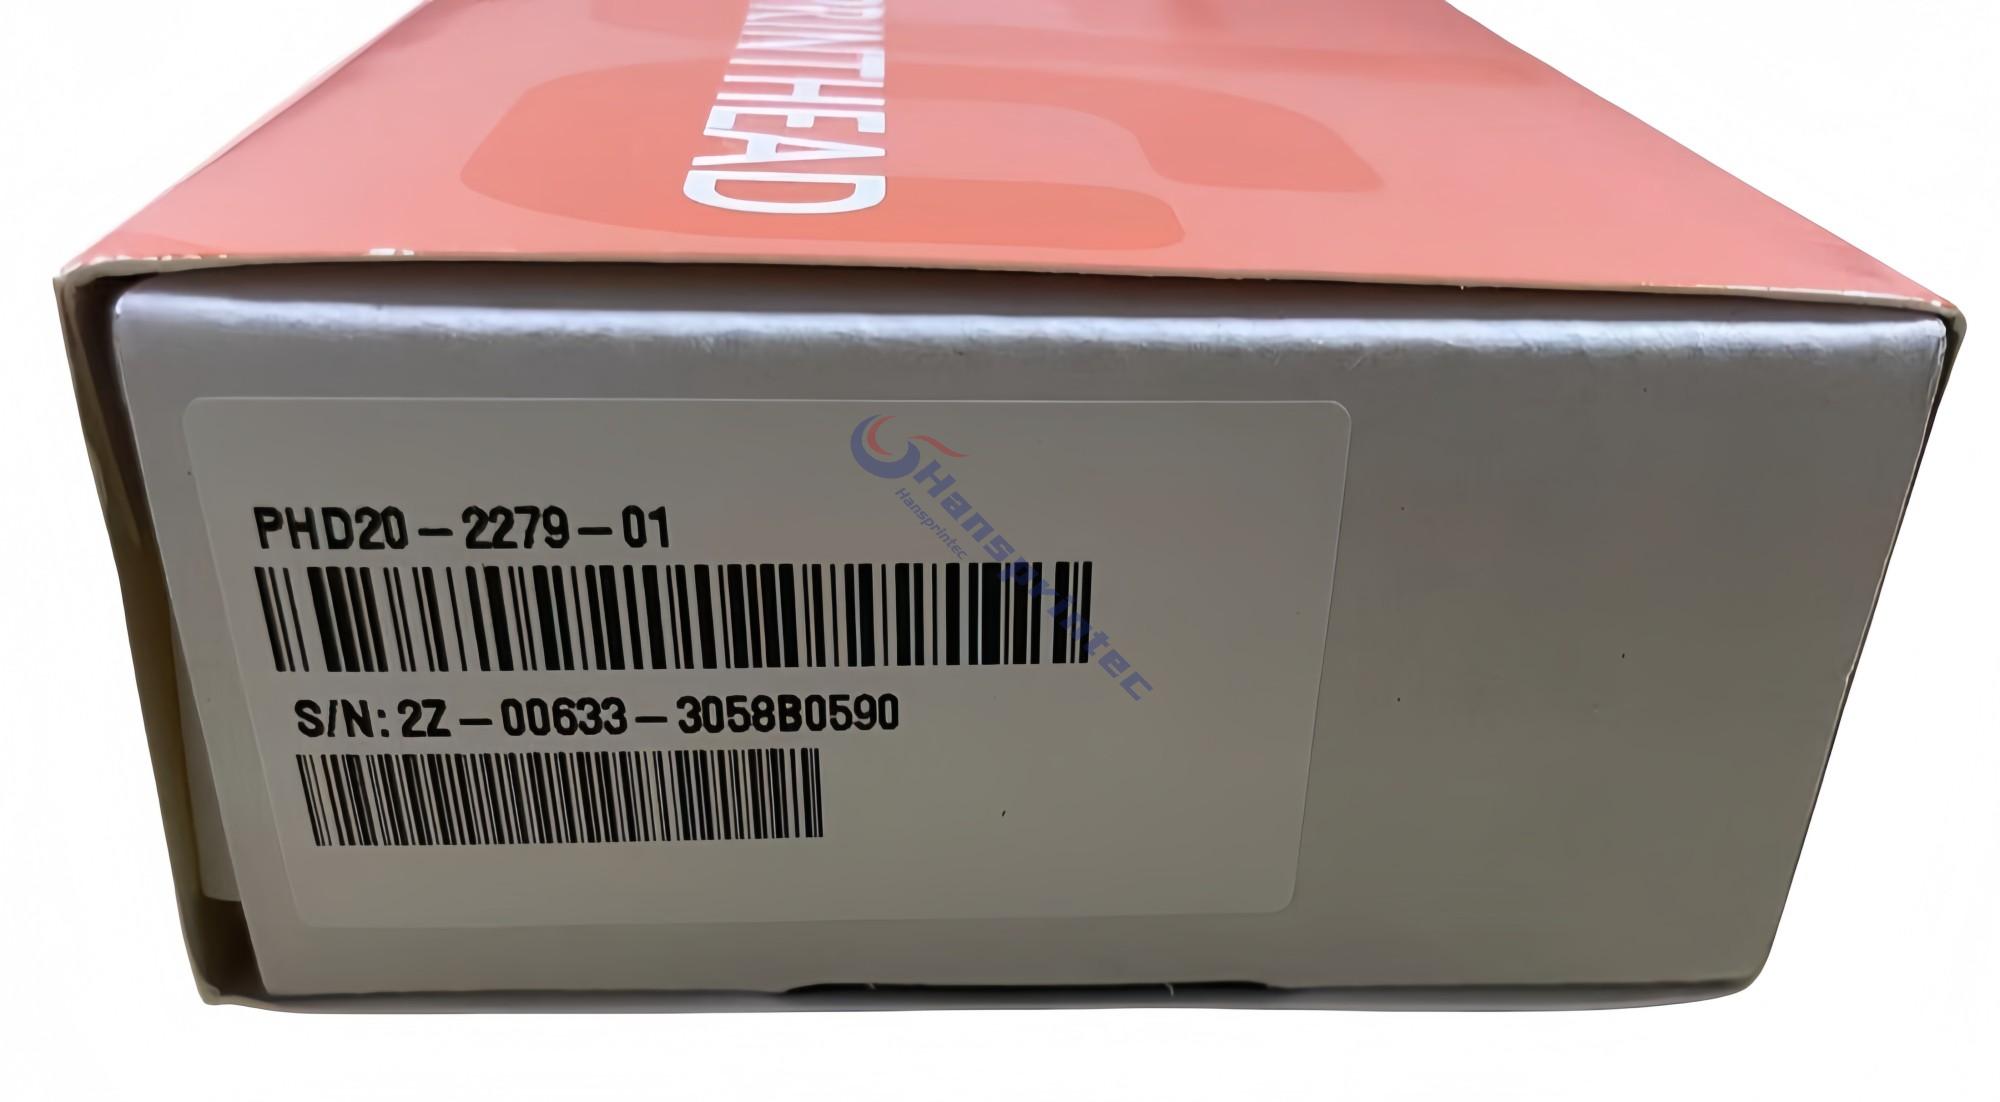 PRINTHEAD
PHD20-2279-01
S/N: 2Z-00633-3058B0590
Hansprintec
Hansprintec